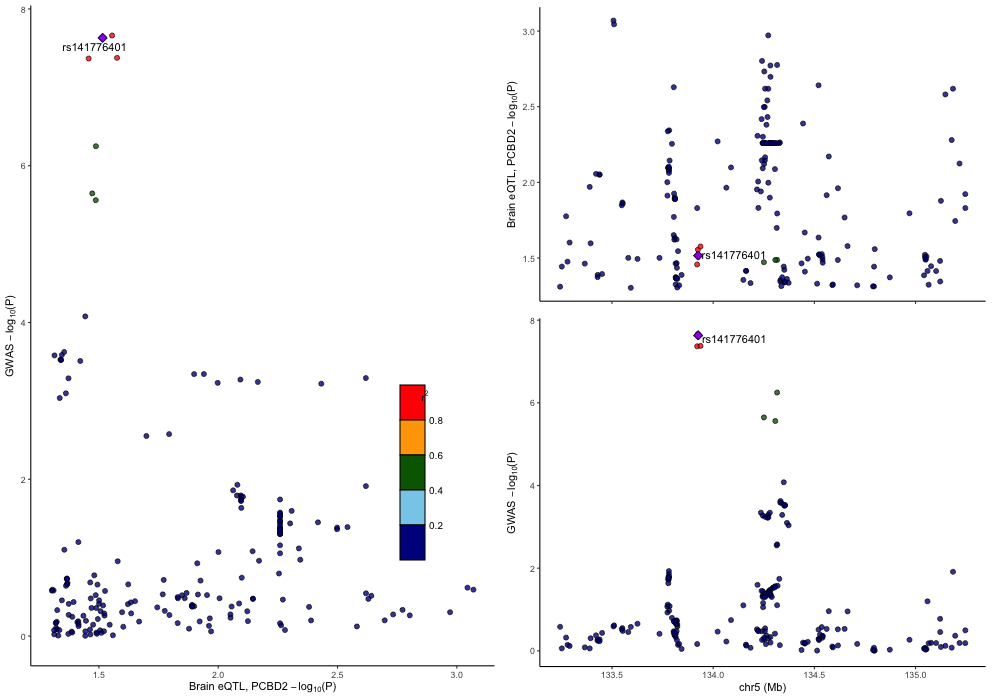 8
6
4
2
0
GWAS −log10(P)
rs141776401
r2
0.8
0.6
0.4
0.2
1.5
2.0
2.5
3.0
Brain eQTL, PCBD2 −log10(P)
3.0
2.5
2.0
1.5
Brain eQTL, PCBD2 −log10(P)
rs141776401
8
6
4
2
0
GWAS −log10(P)
rs141776401
133.5
134.0
134.5
135.0
chr5 (Mb)